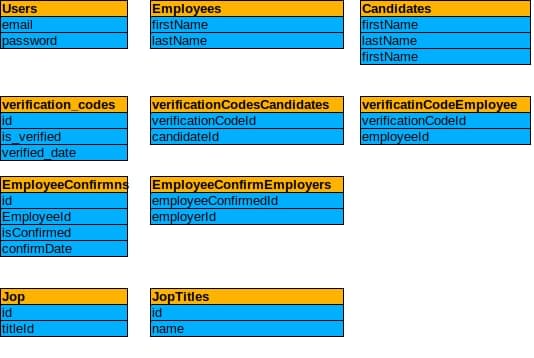 Users
email
password
Employees
firstName
lastName
Candidates
firstName
lastName
firstName
verification_codes
id
is_verified
verified_date
verificationCodesCandidates
verificationCodeId
candidateId
verificatinCodeEmployee
verificationCodeId
employeeId
EmployeeConfirmns
id
EmployeeId
isConfirmed
confirmDate
EmployeeConfirmEmployers
employeeConfirmedId
employerId
Jop
id
titleId
JopTitles
id
name